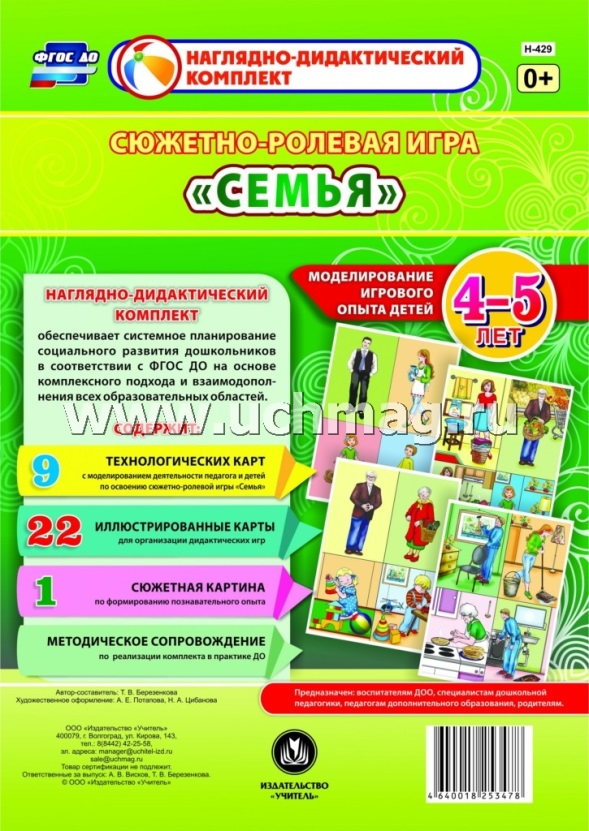 ФГОС ДО
НАГЛЯДНО-ДИДАКТИЧЕСКИЙ
КОМПЛЕКТ
Н-429
0+
СЮЖЕТНО-РОЛЕВАЯ ИГРА
«СЕМЬЯ»
НАГЛЯДНО-ДИДАКТИЧЕСКИЙ
КОМПЛЕКТ
обеспечивает системное планирование
социального развития дошкольников
в соответствии с ФГОС ДО на основе
комплексного подхода и взаимодопол-
нения всех образовательных областей.
СОДЕРЖИТ:
МОДЕЛИРОВАНИЕ
ИГРОВОГО
ОПЫТА ДЕТЕЙ
4–5
ЛЕТ
www.uchmag.ru
9
ТЕХНОЛОГИЧЕСКИХ КАРТ
с моделированием деятельности педагога и детей
по освоению сюжетно-ролевой игры «Семья»
22
ИЛЛЮСТРИРОВАННЫЕ КАРТЫ
для организации дидактических игр
1
СЮЖЕТНАЯ КАРТИНА
по формированию познавательного опыта
МЕТОДИЧЕСКОЕ СОПРОВОЖДЕНИЕ
по реализации комплекта в практике ДО
Автор-составитель: Т. В. Березенкова
Художественное оформление: А. Е. Потапова, Н. А. Цибанова
Предназначен: воспитателям ДОО, специалистам дошкольной
педагогики, педагогам дополнительного образования, родителям.
ООО «Издательство «Учитель»
400079, г. Волгоград, ул. Кирова, 143,
тел.: 8(8442) 42-25-58,
эл. адреса: manager@uchitel-izd.ru
sale@uchmag.ru
Товар сертификации не подлежит.
Ответственные за выпуск: А. В. Висков, Т. В. Березенкова.
© ООО «Издательство «Учитель»
ИЗДАТЕЛЬСТВО
«УЧИТЕЛЬ»
4 640018 253478